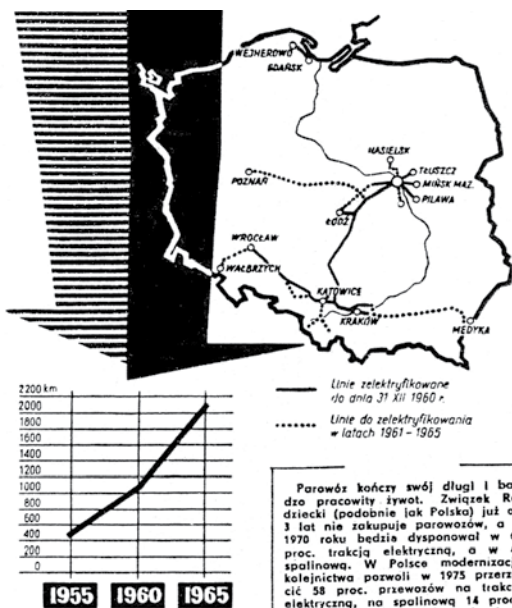 WEJHEROWO
GDAŃSK
NASIELSK
TŁUSZCZ
MIŃSK MAZ.
PILAWA
POZNAŃ
ŁÓDŹ
WROCŁAW
WAŁBRZYCH
KATOWICE
KRAKÓW
MEDYKA
Linie zelektryfikowane
do dnia 31 XII 1960 r.
Linie do zelektryfikowania
w latach 1961-1965
2200 km
2000
1800
1600
1400
1200
1000
800
600
400
200
0
1955 1960 1965
Parowóz kończy swój długi i ba
dzo pracowity żywot. Związek Ra
dziecki (podobnie jak Polska) już o
3 lat nie zakupuje parowozów, a
1970 roku będzie dysponował w
proc. trakcją elektryczną, a w
spalinową. W Polsce modernizacj
kolejnictwa pozwoli w 1975 przerz
cić 58 proc. przewozów na trakc
elektryczną, na spalinową 14 proc